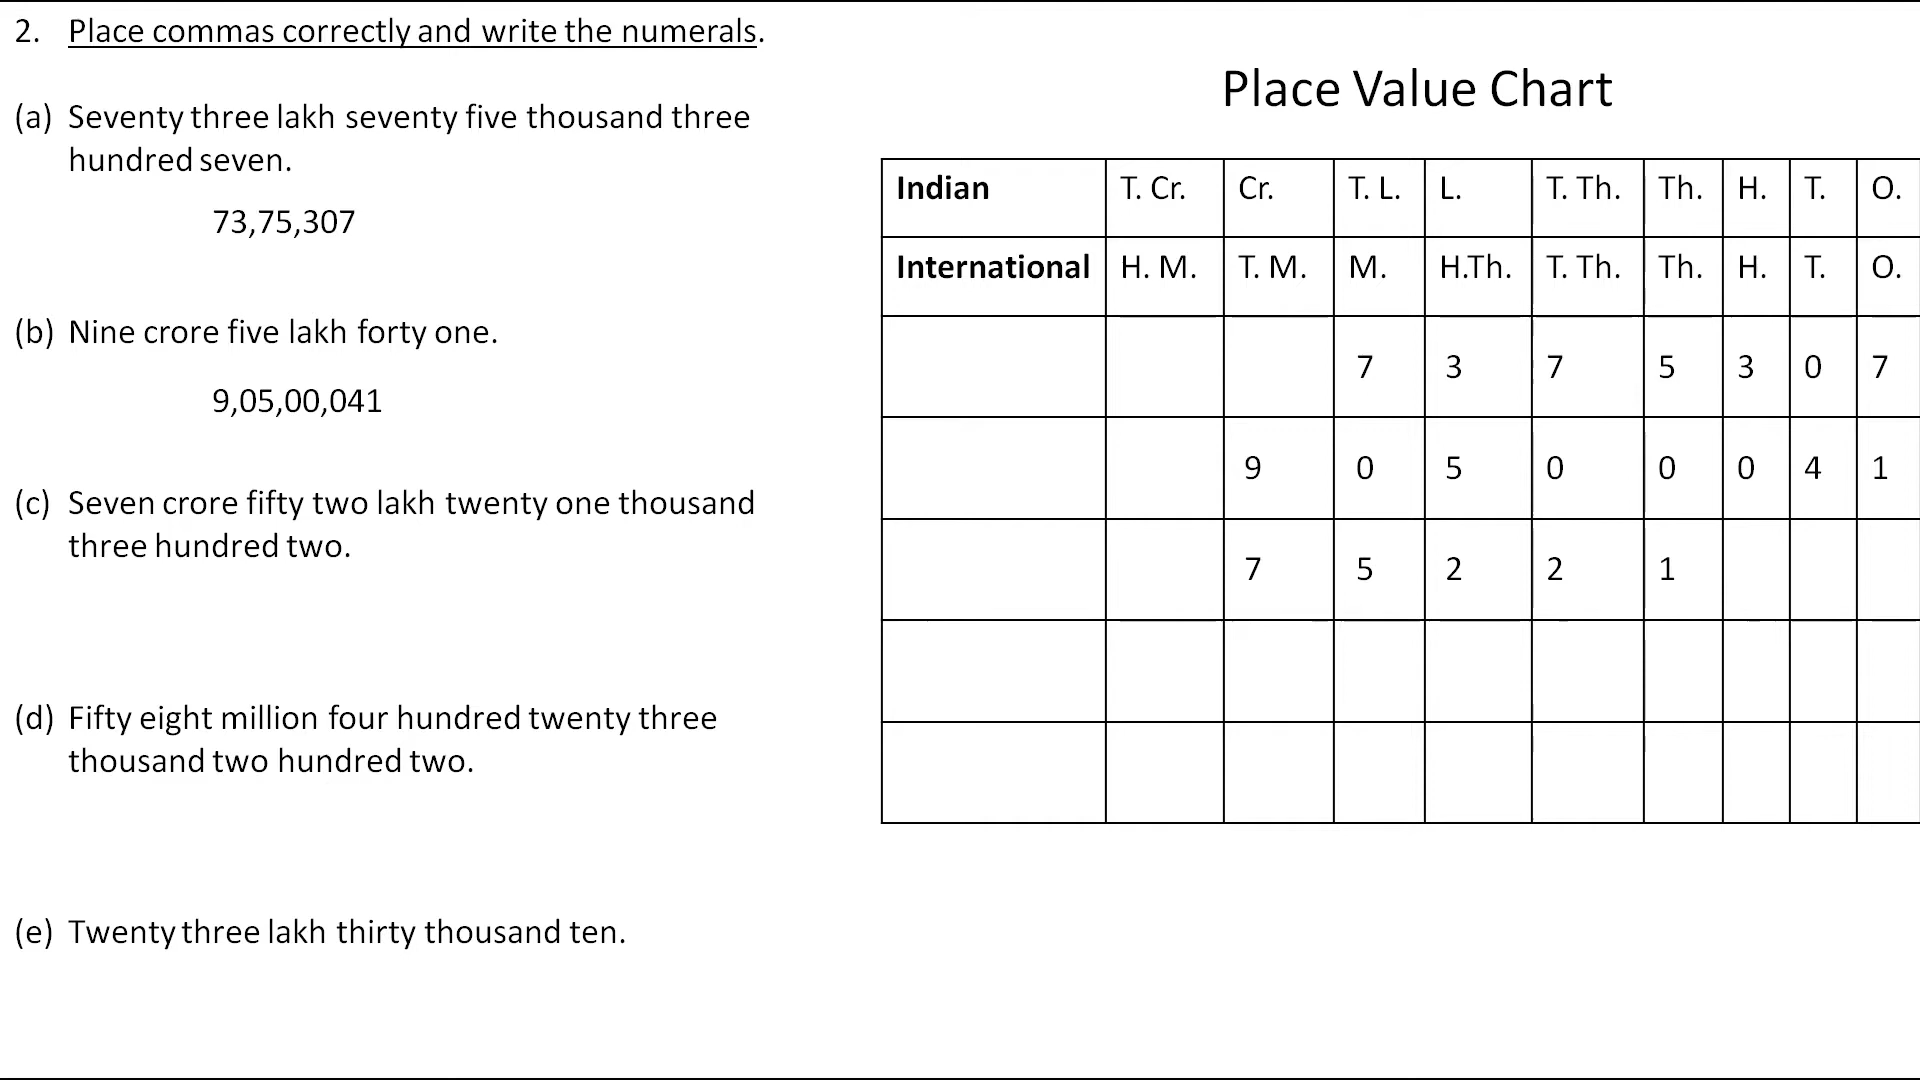 2. Place commas correctly and write the numerals.
(a) Seventy three lakh seventy five thousand three
hundred seven.
73,75,307
(b) Nine crore five lakh forty one.
9,05,00,041
(c) Seven crore fifty two lakh twenty one thousand
three hundred two.
(d) Fifty eight million four hundred twenty three
thousand two hundred two.
(e) Twenty three lakh thirty thousand ten.
Place Value Chart
Indian T. Cr. Cr. T. L. L. T. Th. Th. H. T. O.
International H. M. T. M. M. H.Th. T. Th. Th. H. T. O.
7 3 7 5 3 0 7
9 0 5 0 0 0 4 1
7 5 2 2 1